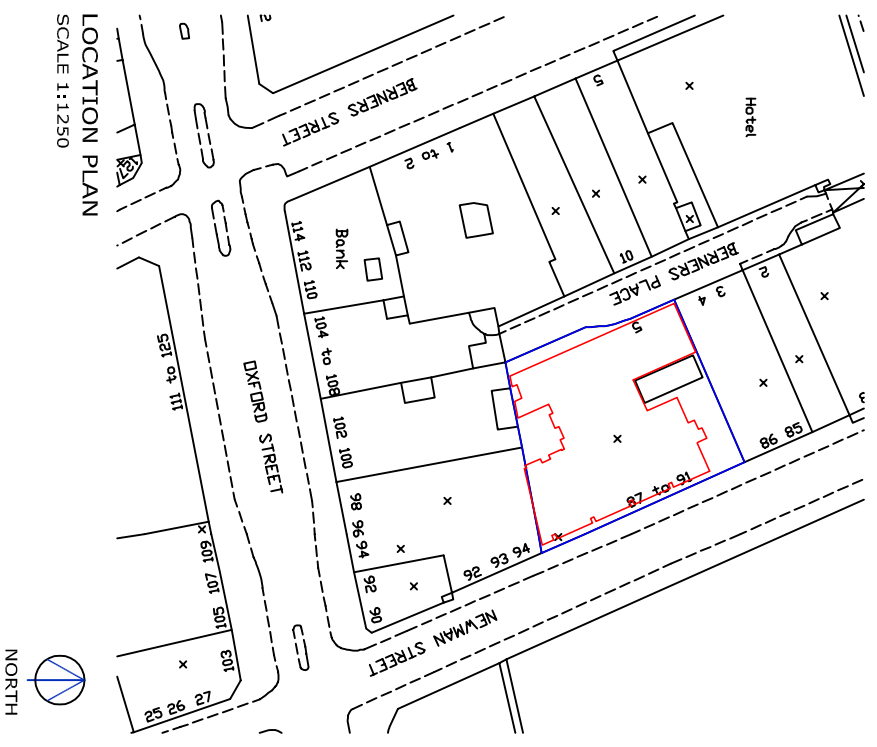 LOCATION PLAN
SCALE 1:1250
NORTH
BERNERS STREET
BERNERS PLACE
OXFORD STREET
NEWMAN STREET
Hotel
Bank
5
1 to 2
10
2
3 4
5
86 85
87 to 91
92 93 94
114 112 110
104 to 108
102 100
98 96 94
92 90
111 to 125
109 107 105
103
25 26 27
127